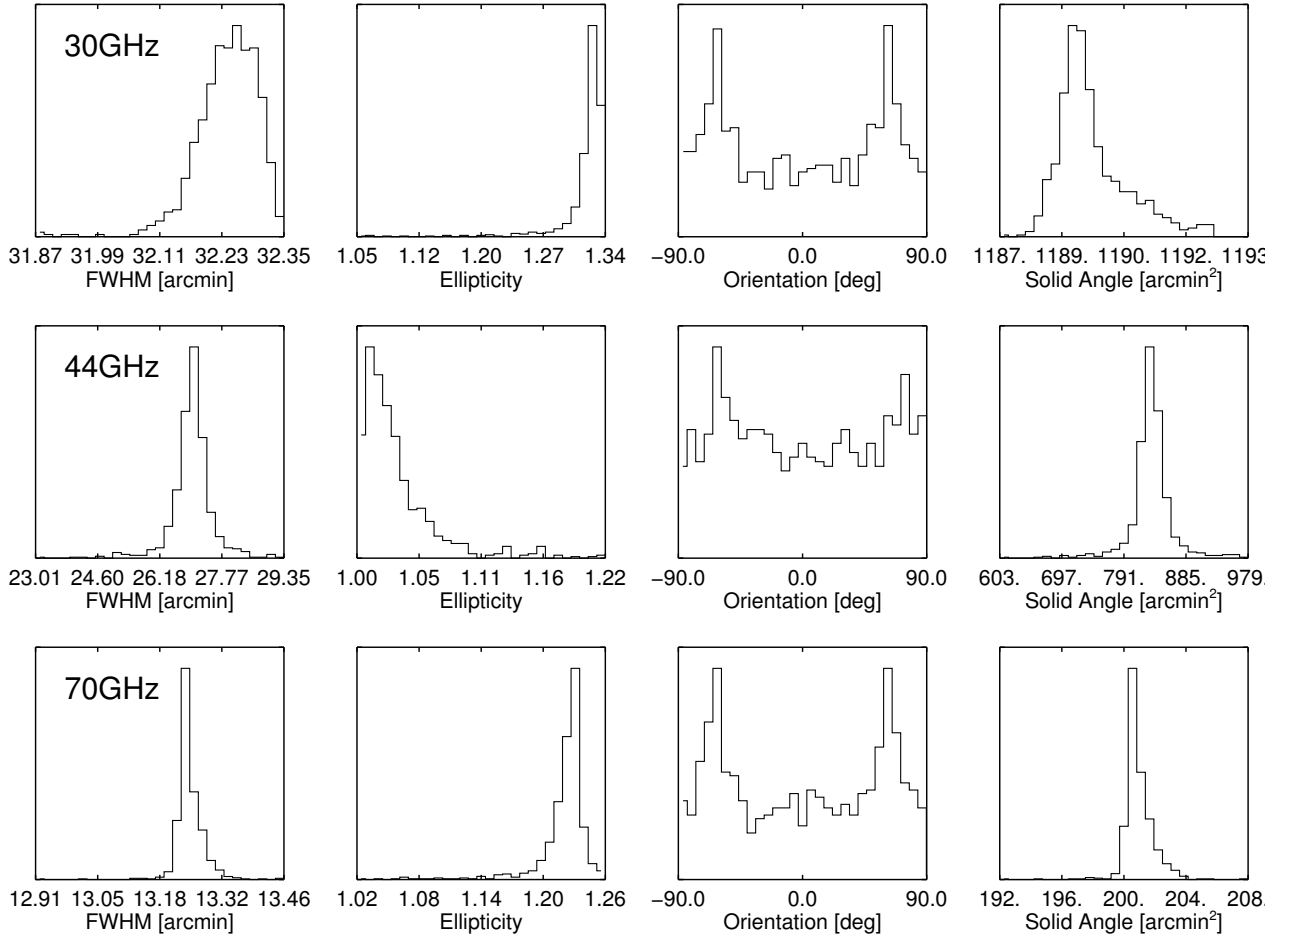 30GHz
31.87 31.99 32.11 32.23 32.35 1.05 1.12 1.20 1.27 1.34 −90.0 0.0 90.0 1187. 1189. 1190. 1192. 1193
FWHM [arcmin] Ellipticity Orientation [deg] Solid Angle [arcmin²]
44GHz
23.01 24.60 26.18 27.77 29.35 1.00 1.05 1.11 1.16 1.22 −90.0 0.0 90.0 603. 697. 791. 885. 979.
FWHM [arcmin] Ellipticity Orientation [deg] Solid Angle [arcmin²]
70GHz
12.91 13.05 13.18 13.32 13.46 1.02 1.08 1.14 1.20 1.26 −90.0 0.0 90.0 192. 196. 200. 204. 208.
FWHM [arcmin] Ellipticity Orientation [deg] Solid Angle [arcmin²]